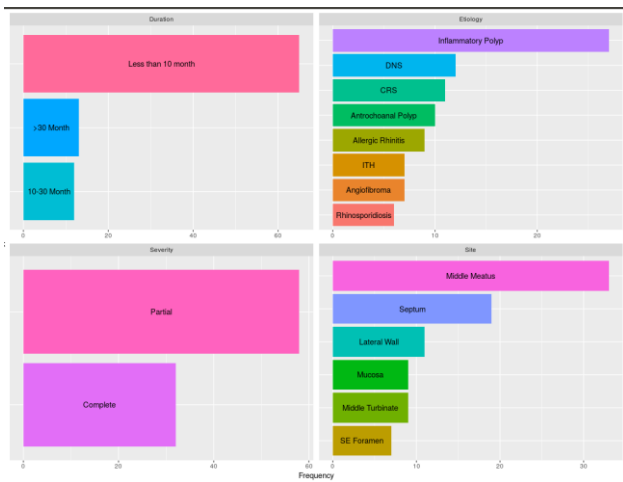 Duration
Less than 10 month
>30 Month
10-30 Month
0 20 40 60
Etiology
Inflammatory Polyp
DNS
CRS
Antrochoanal Polyp
Allergic Rhinitis
ITH
Angiofibroma
Rhinosporidiosis
0 10 20
Severity
Partial
Complete
0 20 40 60
Site
Middle Meatus
Septum
Lateral Wall
Mucosa
Middle Turbinate
SE Foramen
0 10 20 30
Frequency